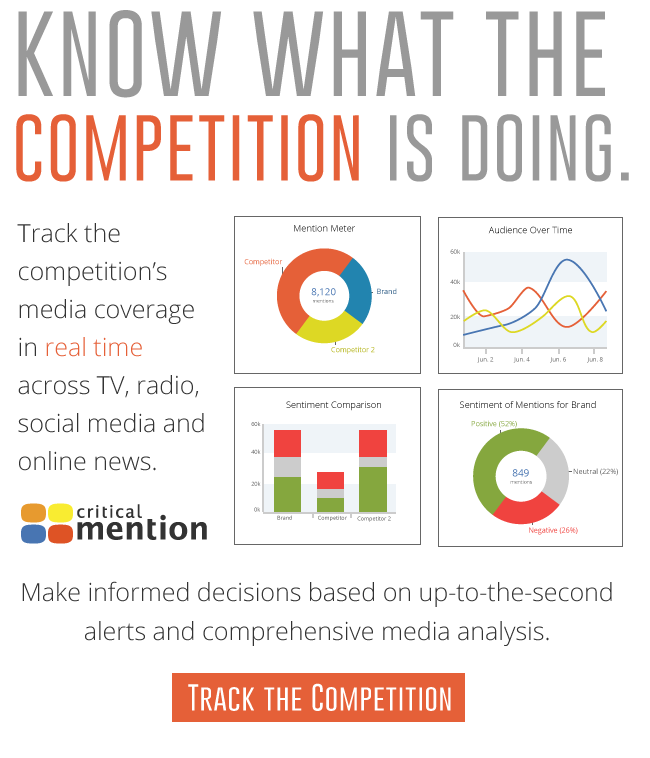 KNOW WHAT THE
COMPETITION IS DOING.
Track the
competition's
media coverage
in real time
across TV, radio,
social media and
online news.
critical
mention
Mention Meter
Competitor
8,120
mentions
Brand
Competitor 2
Audience Over Time
60k
40k
20k
0k
Jun. 2 Jun. 4 Jun. 6 Jun. 8
Sentiment Comparison
60k
40k
20k
0k
Brand Competitor Competitor 2
Sentiment of Mentions for Brand
Positive (52%)
849
mentions
Neutral (22%)
Negative (26%)
Make informed decisions based on up-to-the-second
alerts and comprehensive media analysis.
TRACK THE COMPETITION